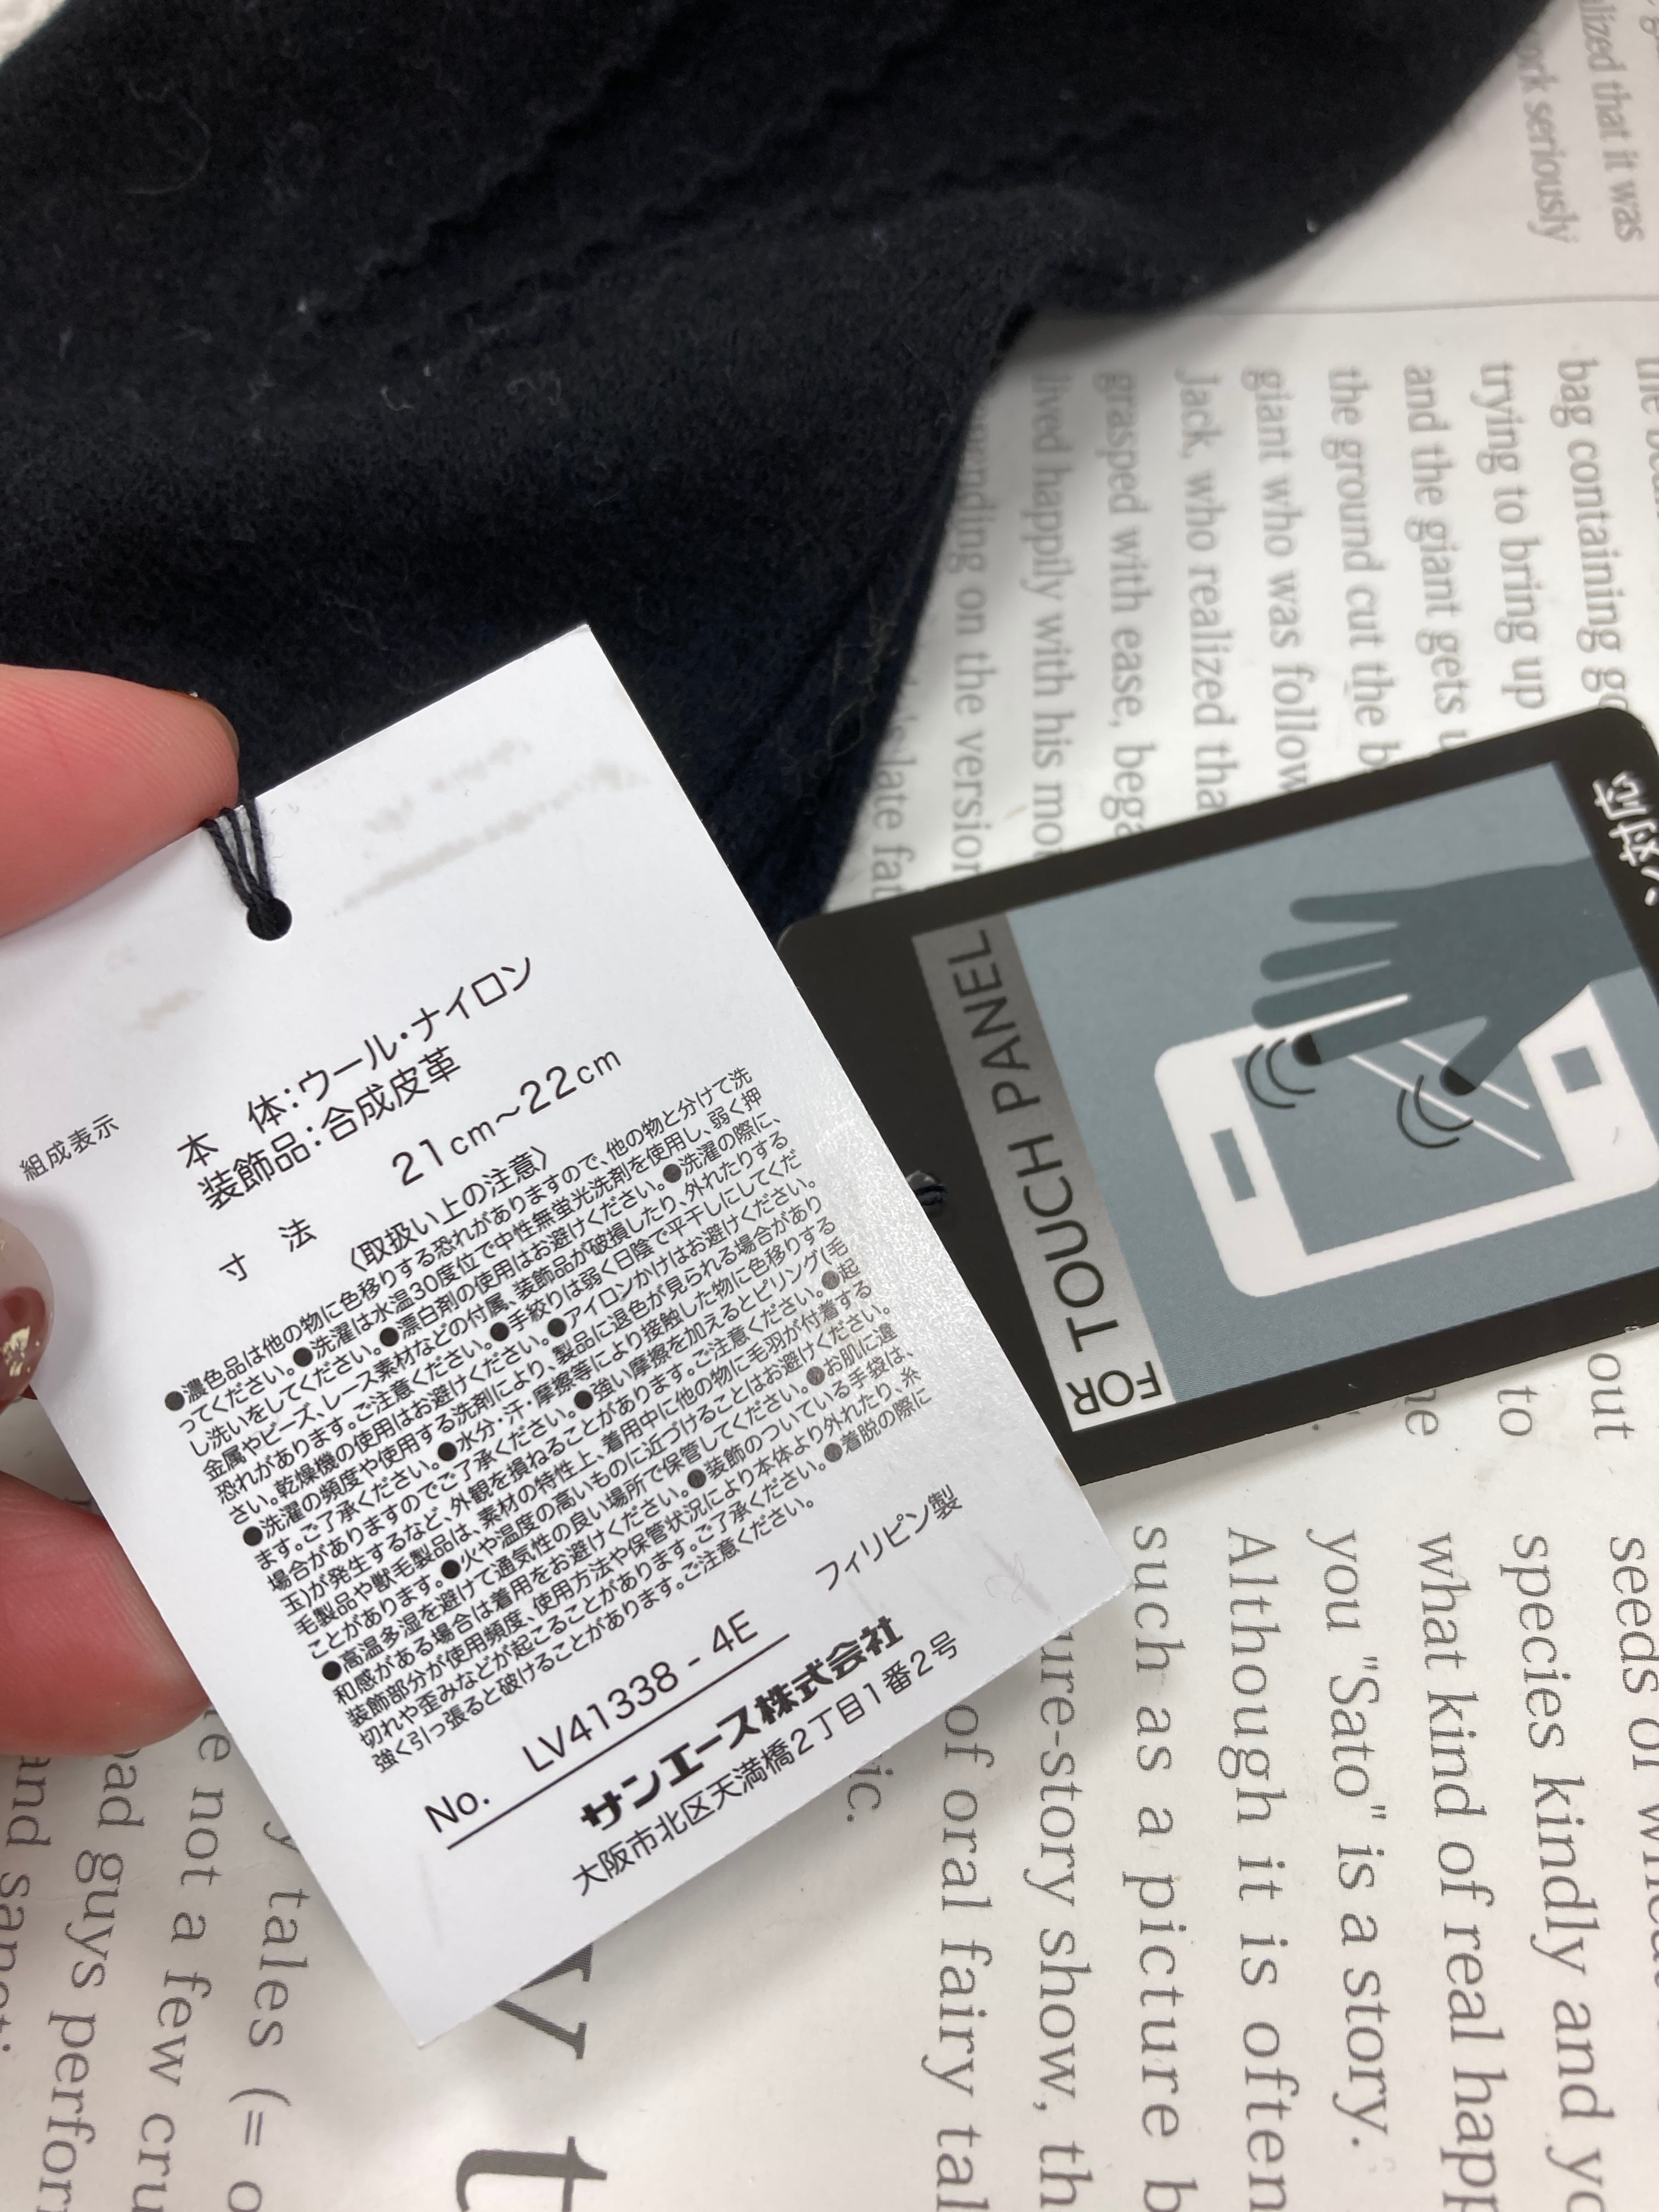 組成表示
本 体:ウール・ナイロン
装飾品:合成皮革
寸 法 21cm～22cm
〈取扱い上の注意〉
●濃色品は他の物に色移りする恐れがありますので、他の物と分けて洗
ってください。●洗濯は水温30度位で中性無蛍光洗剤を使用し、弱く押
し洗いをしてください。●漂白剤の使用はお避けください。●洗濯の際に、
金属やビーズ、レース素材などの付属、装飾品が破損したり、外れたりする
恐れがあります。ご注意ください。●手絞りは弱く日陰で平干しにしてくだ
さい。乾燥機の使用はお避けください。●アイロンかけはお避けください。
●洗濯の頻度や使用する洗剤により、製品に退色が見られる場合があり
ます。ご了承ください。●水分・汗・摩擦等により接触した物に色移りする
場合がありますのでご了承ください。●強い摩擦を加えるとピリング(毛
玉)が発生するなど、外観を損ねることがあります。ご注意ください。●起
毛製品や獣毛製品は、素材の特性上、着用中に他の物に毛羽が付着する
ことがあります。●火や温度の高いものに近づけることはお避けください。
●高温多湿を避けて通気性の良い場所で保管してください。●お肌に違
和感がある場合は着用をお避けください。●装飾のついている手袋は、
装飾部分が使用頻度、使用方法や保管状況により本体より外れたり、糸
切れや歪みなどが起こることがあります。ご了承ください。●着脱の際に
強く引っ張ると破けることがあります。ご注意ください。
フィリピン製
No. LV41338 - 4E
サンエース株式会社
大阪市北区天満橋2丁目1番2号
FOR TOUCH PANEL
lized that it was
ork seriously
bag containing
trying to bring up
and the giant gets
the ground cut the
giant who was
Jack, who realized
grasped with ease,
lived happily with his
on the version
late
out
to
seeds of
species kindly and
what kind of real
you "Sato" is a story.
Although it is often
such as a picture
story show,
of oral fairy
tales (= 
not a few
guys